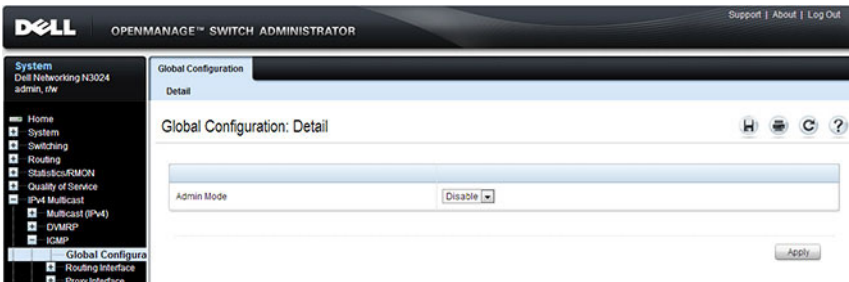 Support | About | Log Out
DELL OPENMANAGE™ SWITCH ADMINISTRATOR
System
Dell Networking N3024
admin, r/w
Global Configuration
Detail
Home
System
Switching
Routing
Statistics/RMON
Quality of Service
IPv4 Multicast
Multicast (IPv4)
DVMRP
IGMP
Global Configura
Routing Interface
Proxy Interface
Global Configuration: Detail
H C ?
Admin Mode Disable
Apply